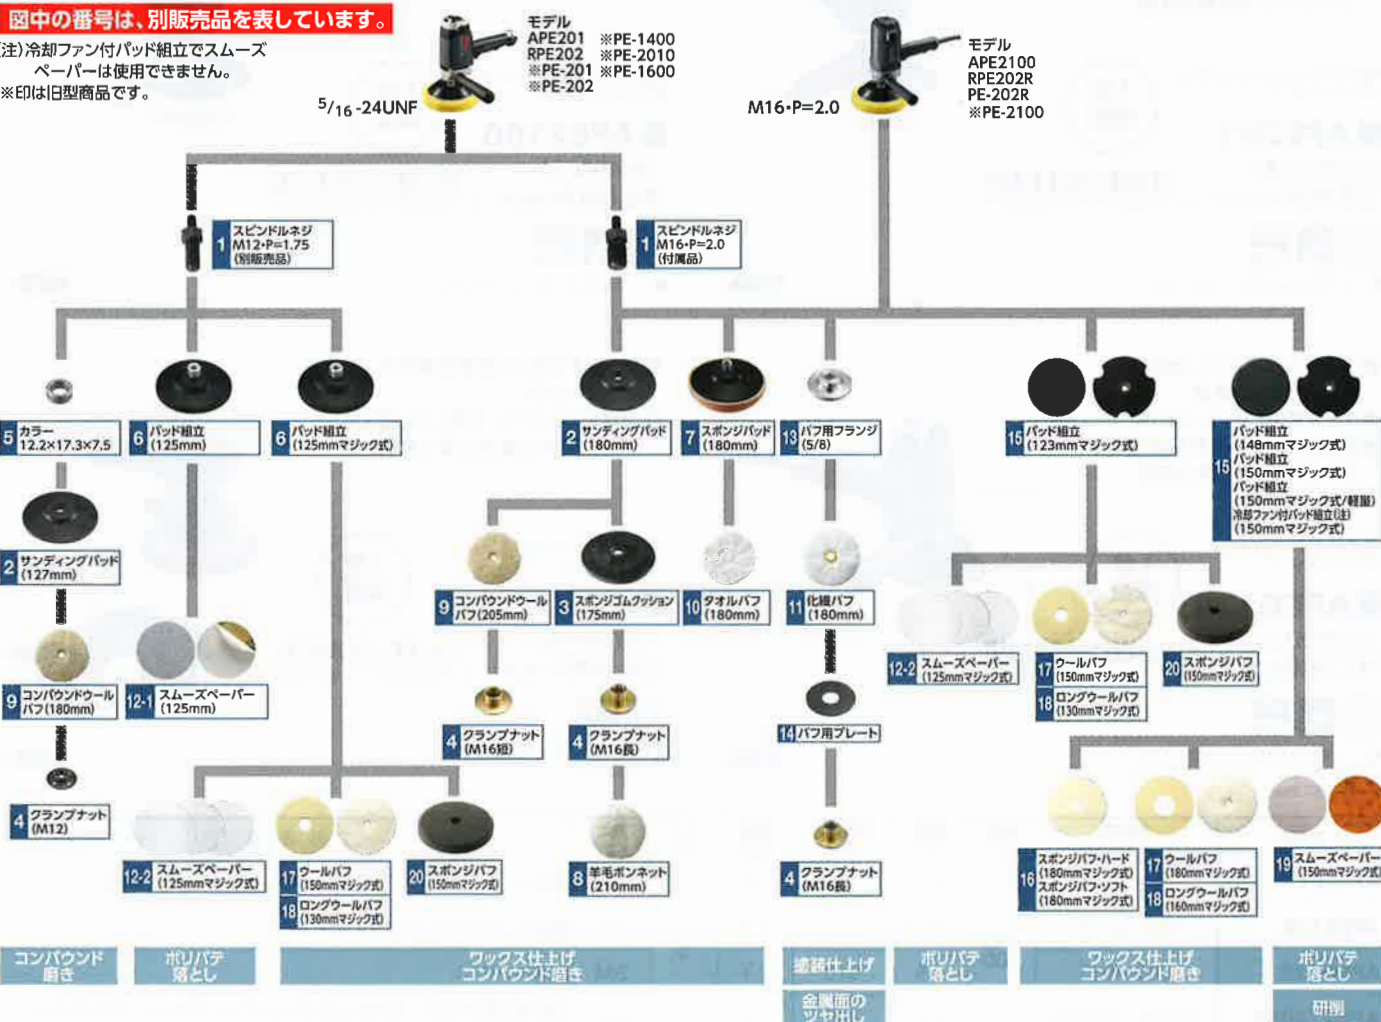 図中の番号は、別販売品を表しています。
(注)冷却ファン付パッド組立でスムーズ
ペーパーは使用できません。
※印は旧型商品です。
5/16-24UNF
モデル
APE201 ※PE-1400
RPE202 ※PE-2010
※PE-201 ※PE-1600
※PE-202
M16・P=2.0
モデル
APE2100
RPE202R
PE-202R
※PE-2100
1 スピンドルネジ
M12・P=1.75
(別販売品)
1 スピンドルネジ
M16・P=2.0
(付属品)
5 カラー
12.2×17.3×7.5
6 パッド組立
(125mm)
6 パッド組立
(125mmマジック式)
2 サンディングパッド
(180mm)
7 スポンジパッド
(180mm)
13 バフ用フランジ
(5/8)
15 パッド組立
(123mmマジック式)
15 パッド組立
(148mmマジック式)
パッド組立
(150mmマジック式)
パッド組立
(150mmマジック式/軽量)
冷却ファン付パッド組立(注)
(150mmマジック式)
2 サンディングパッド
(127mm)
9 コンパウンドウール
バフ(205mm)
3 スポンジゴムクッション
(175mm)
10 タオルバフ
(180mm)
11 化繊バフ
(180mm)
9 コンパウンドウール
バフ(180mm)
12-1 スムーズペーパー
(125mm)
12-2 スムーズペーパー
(125mmマジック式)
17 ウールバフ
(150mmマジック式)
18 ロングウールバフ
(130mmマジック式)
20 スポンジバフ
(150mmマジック式)
4 クランプナット
(M16短)
4 クランプナット
(M16長)
14 バフ用プレート
4 クランプナット
(M12)
12-2 スムーズペーパー
(125mmマジック式)
17 ウールバフ
(150mmマジック式)
18 ロングウールバフ
(130mmマジック式)
20 スポンジバフ
(150mmマジック式)
8 羊毛ボンネット
(210mm)
4 クランプナット
(M16長)
16 スポンジバフ・ハード
(180mmマジック式)
スポンジバフ・ソフト
(180mmマジック式)
17 ウールバフ
(180mmマジック式)
18 ロングウールバフ
(160mmマジック式)
19 スムーズペーパー
(150mmマジック式)
コンパウンド
磨き
ポリパテ
落とし
ワックス仕上げ
コンパウンド磨き
塗装仕上げ
金属面の
ツヤ出し
ポリパテ
落とし
ワックス仕上げ
コンパウンド磨き
ポリパテ
落とし
研削